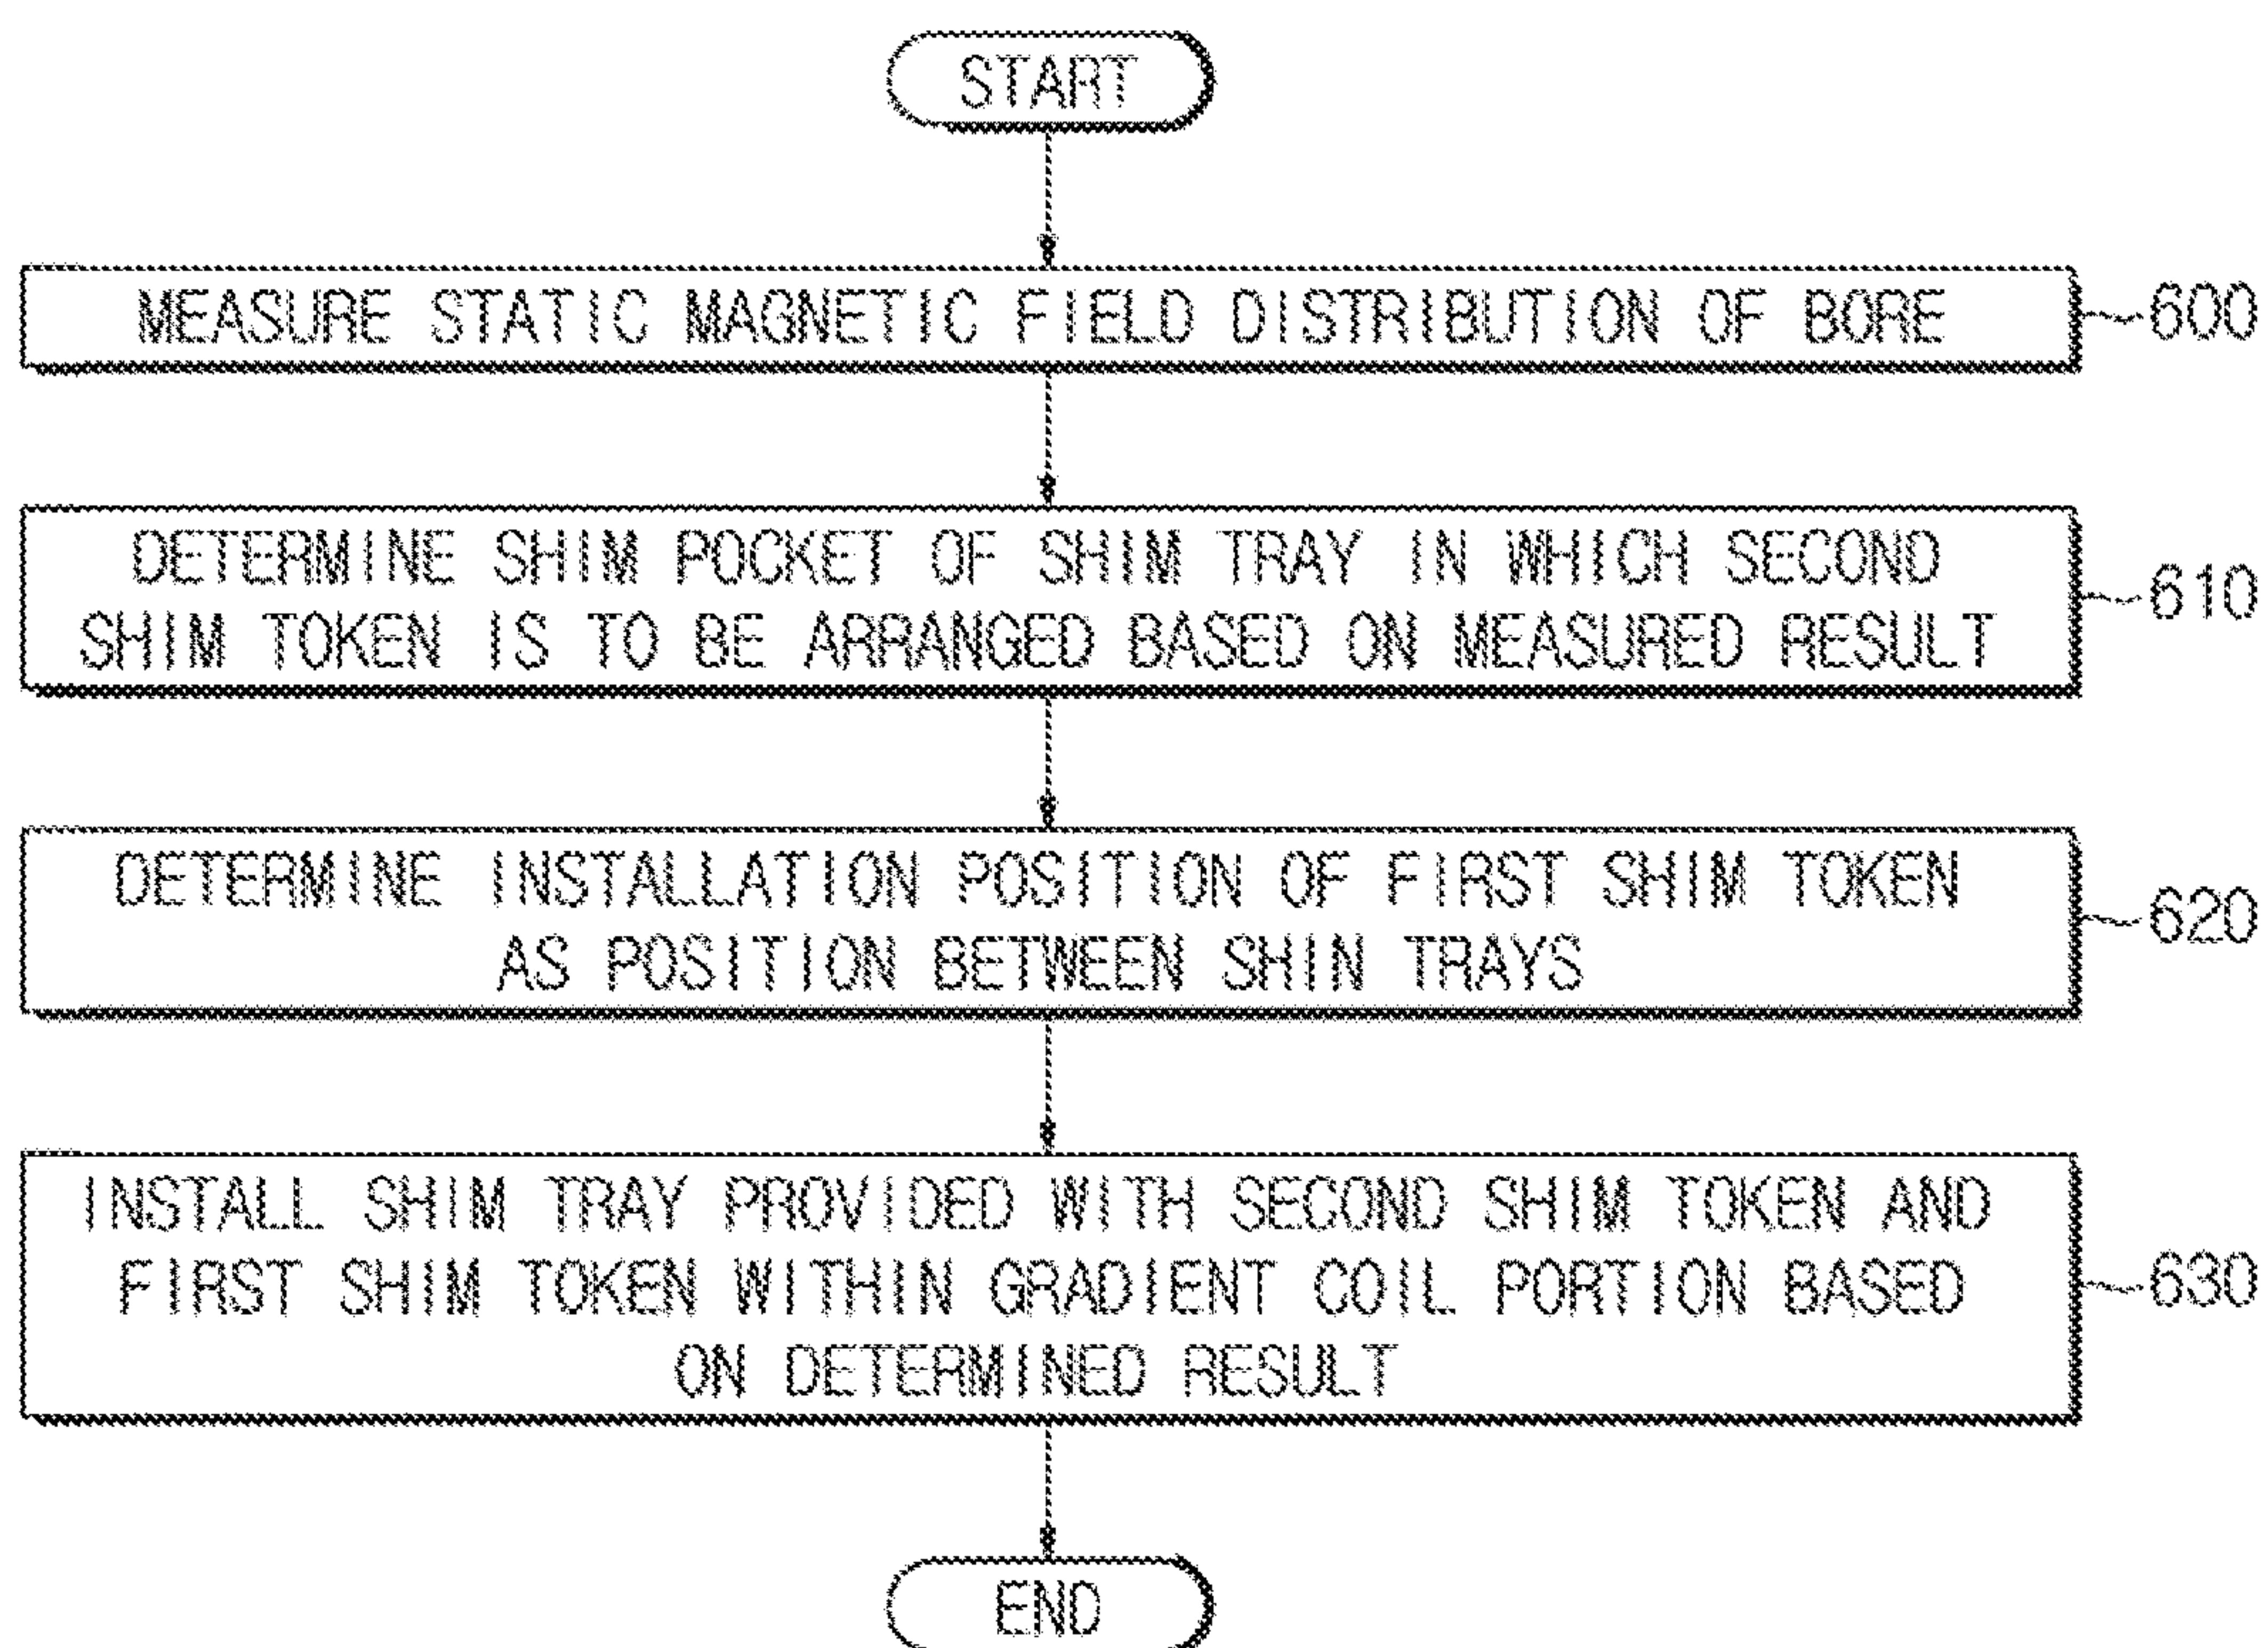 START
MEASURE STATIC MAGNETIC FIELD DISTRIBUTION OF BORE
600
DETERMINE SHIM POCKET OF SHIM TRAY IN WHICH SECOND
SHIM TOKEN IS TO BE ARRANGED BASED ON MEASURED RESULT
610
DETERMINE INSTALLATION POSITION OF FIRST SHIM TOKEN
AS POSITION BETWEEN SHIN TRAYS
620
INSTALL SHIM TRAY PROVIDED WITH SECOND SHIM TOKEN AND
FIRST SHIM TOKEN WITHIN GRADIENT COIL PORTION BASED
ON DETERMINED RESULT
630
END